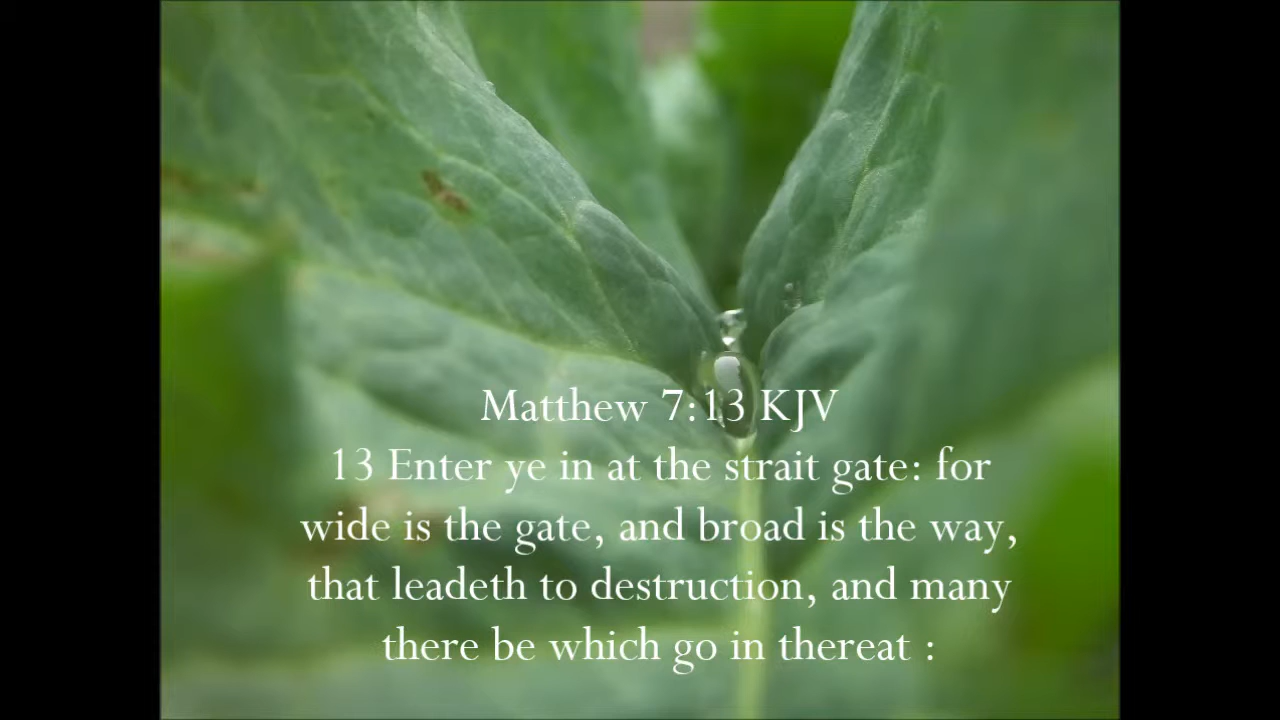 Matthew 7:13 KJV
13 Enter ye in at the strait gate: for
wide is the gate, and broad is the way,
that leadeth to destruction, and many
there be which go in thereat :